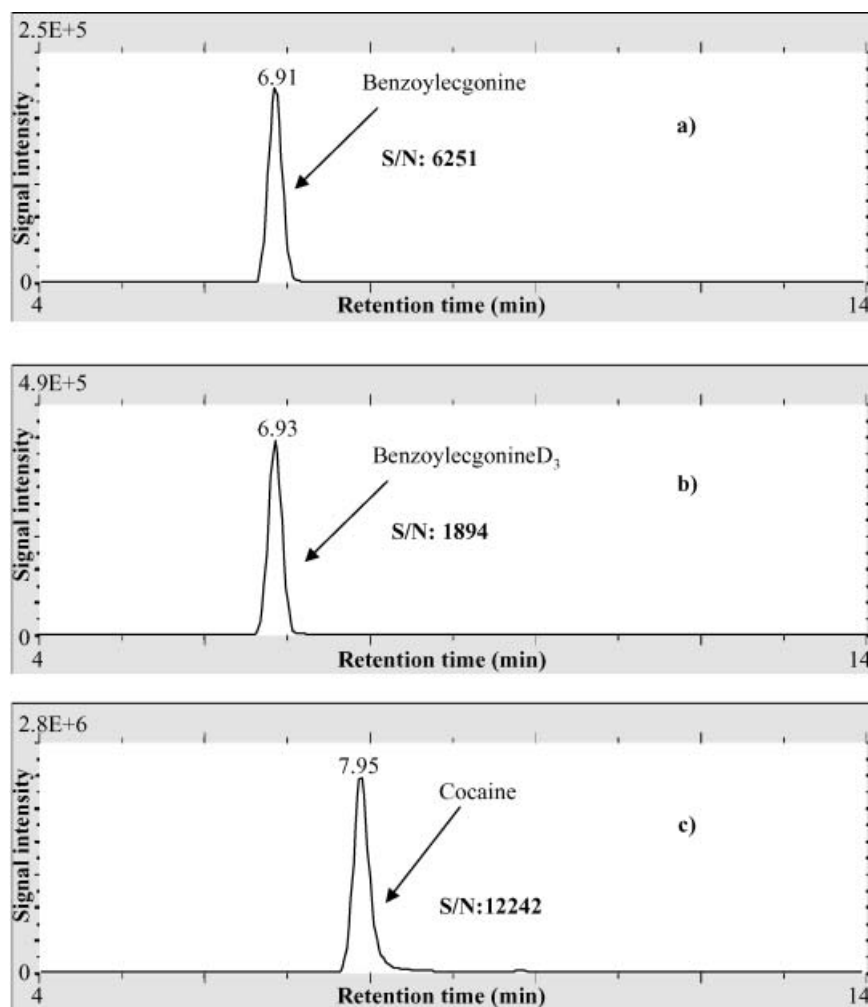 2.5E+5
6.91
Benzoylecgonine
a)
S/N: 6251
Signal intensity
0
4 Retention time (min) 14
4.9E+5
6.93
BenzoylecgonineD₃
b)
S/N: 1894
Signal intensity
0
4 Retention time (min) 14
2.8E+6
7.95
Cocaine
c)
S/N:12242
Signal intensity
0
4 Retention time (min) 14